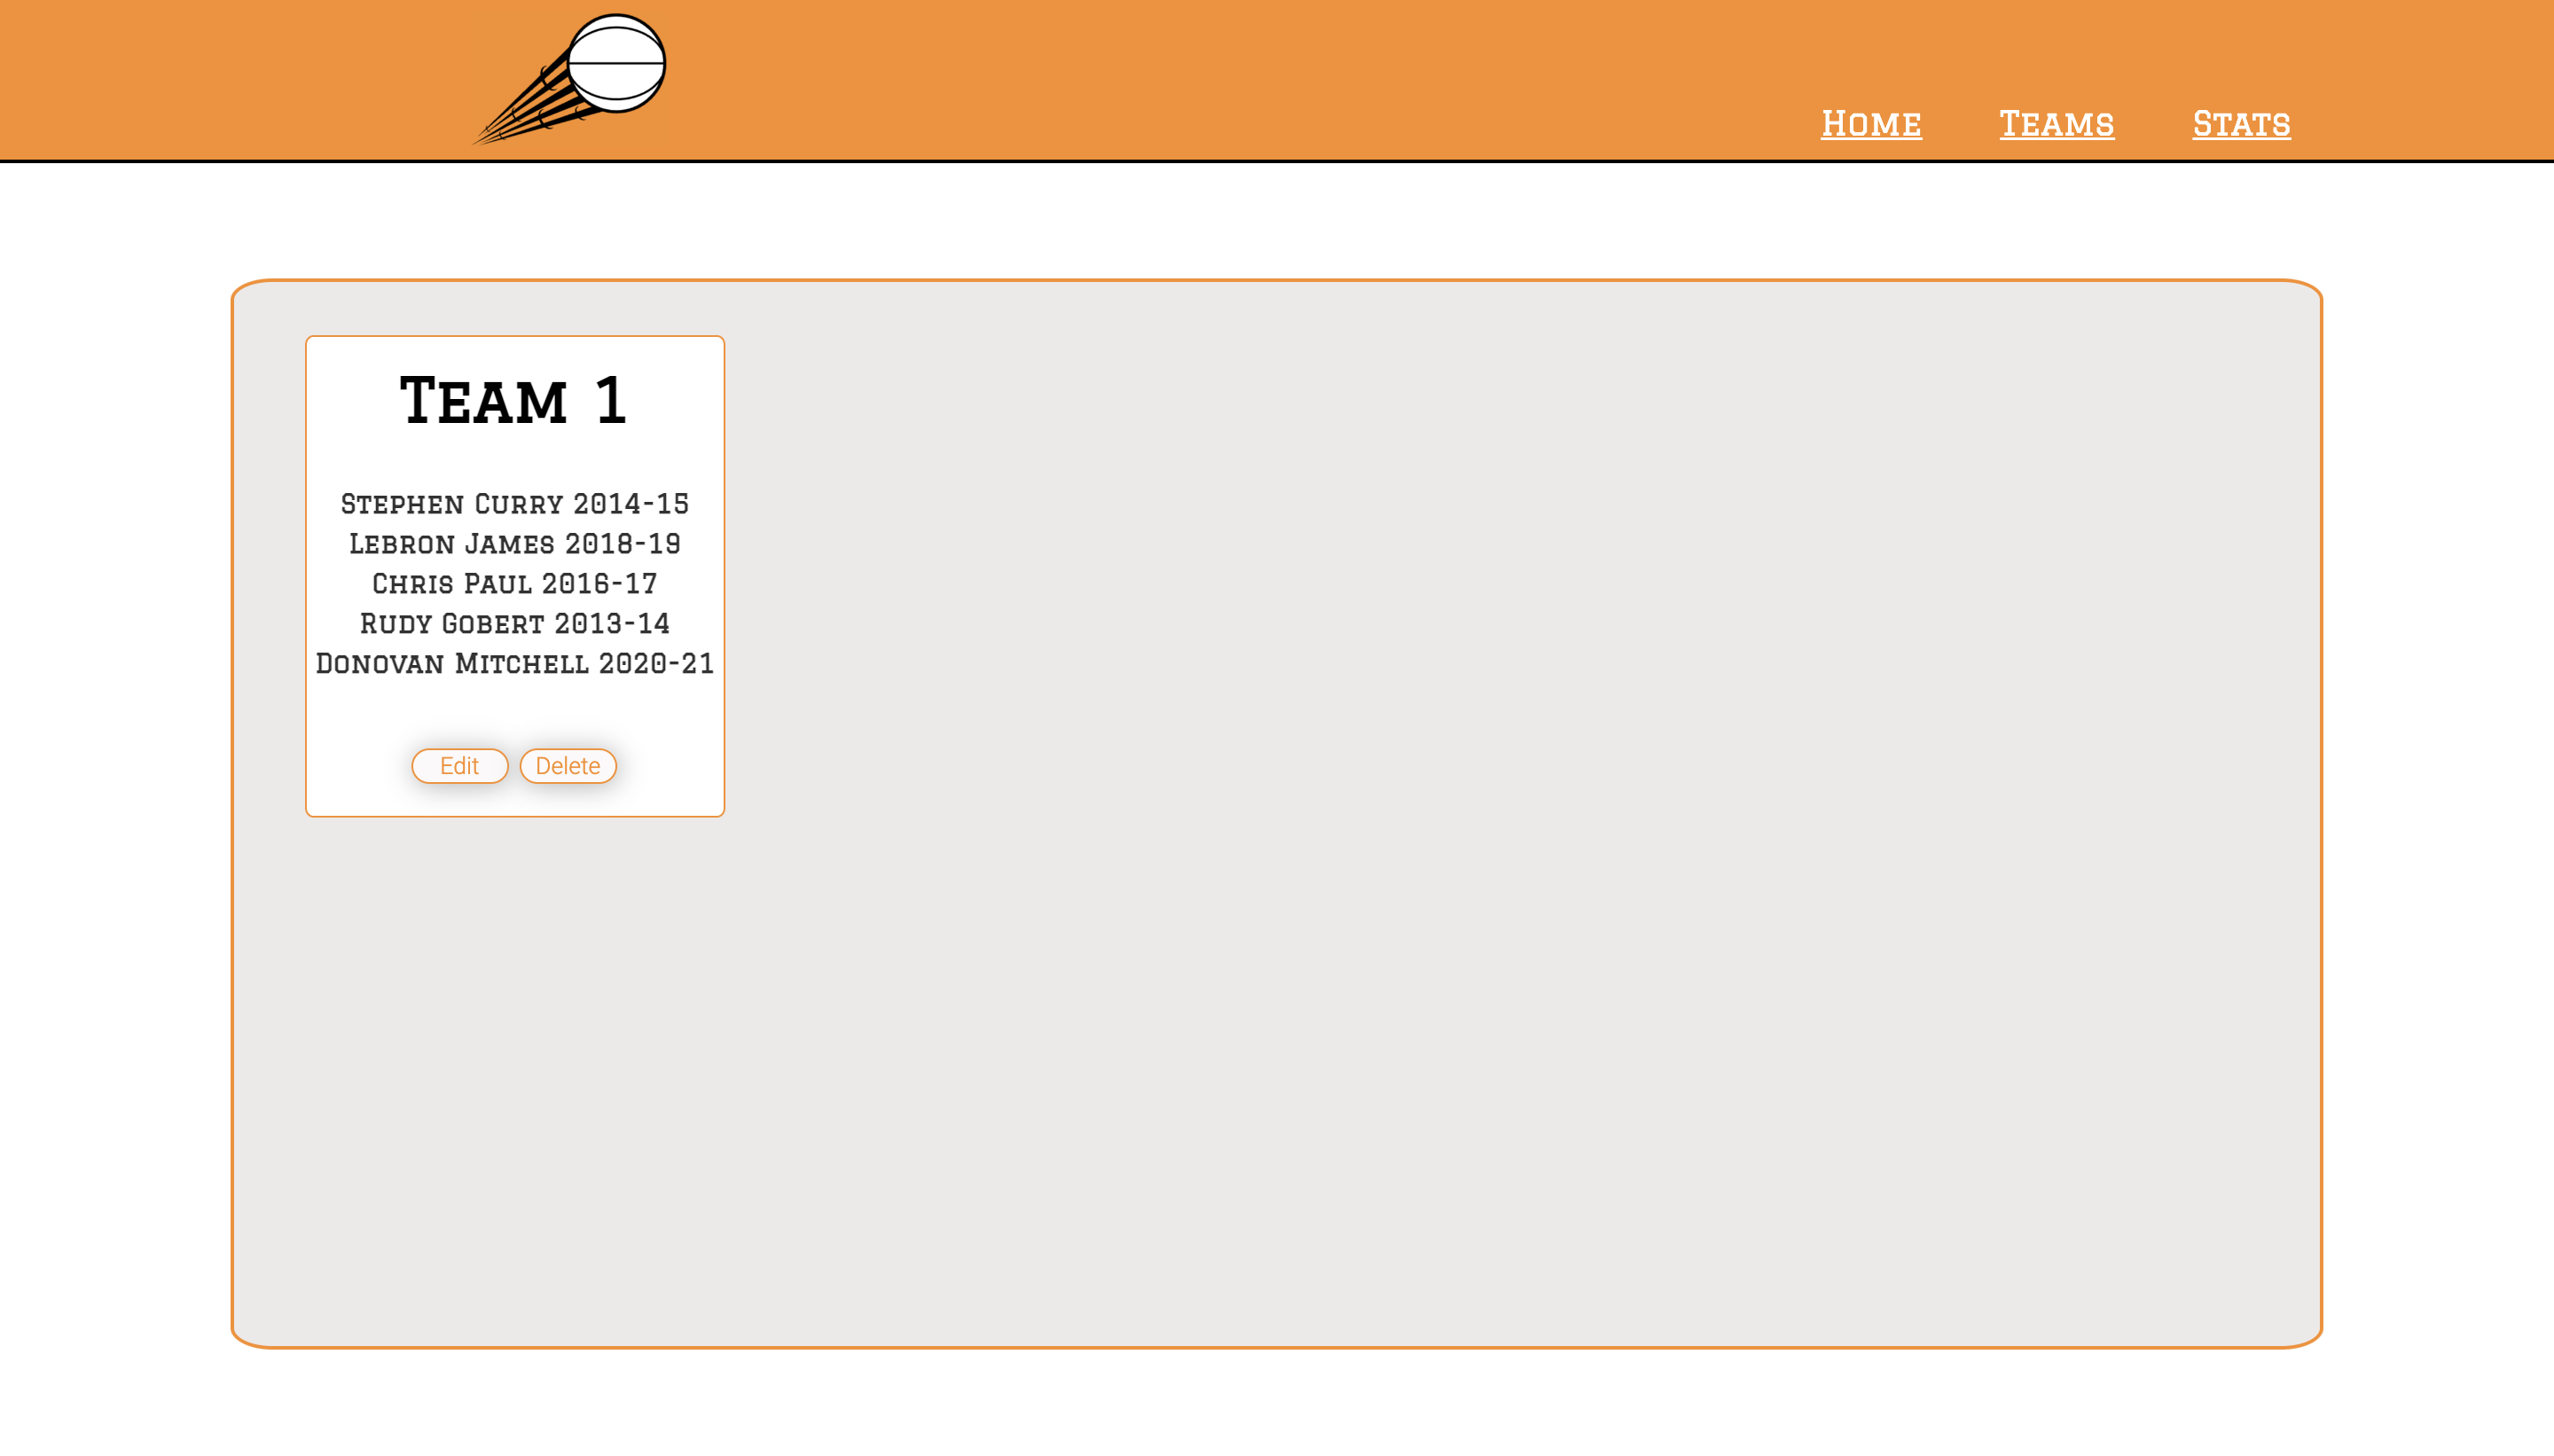 Home Teams Stats
Team 1
Stephen Curry 2014-15
Lebron James 2018-19
Chris Paul 2016-17
Rudy Gobert 2013-14
Donovan Mitchell 2020-21
Edit Delete